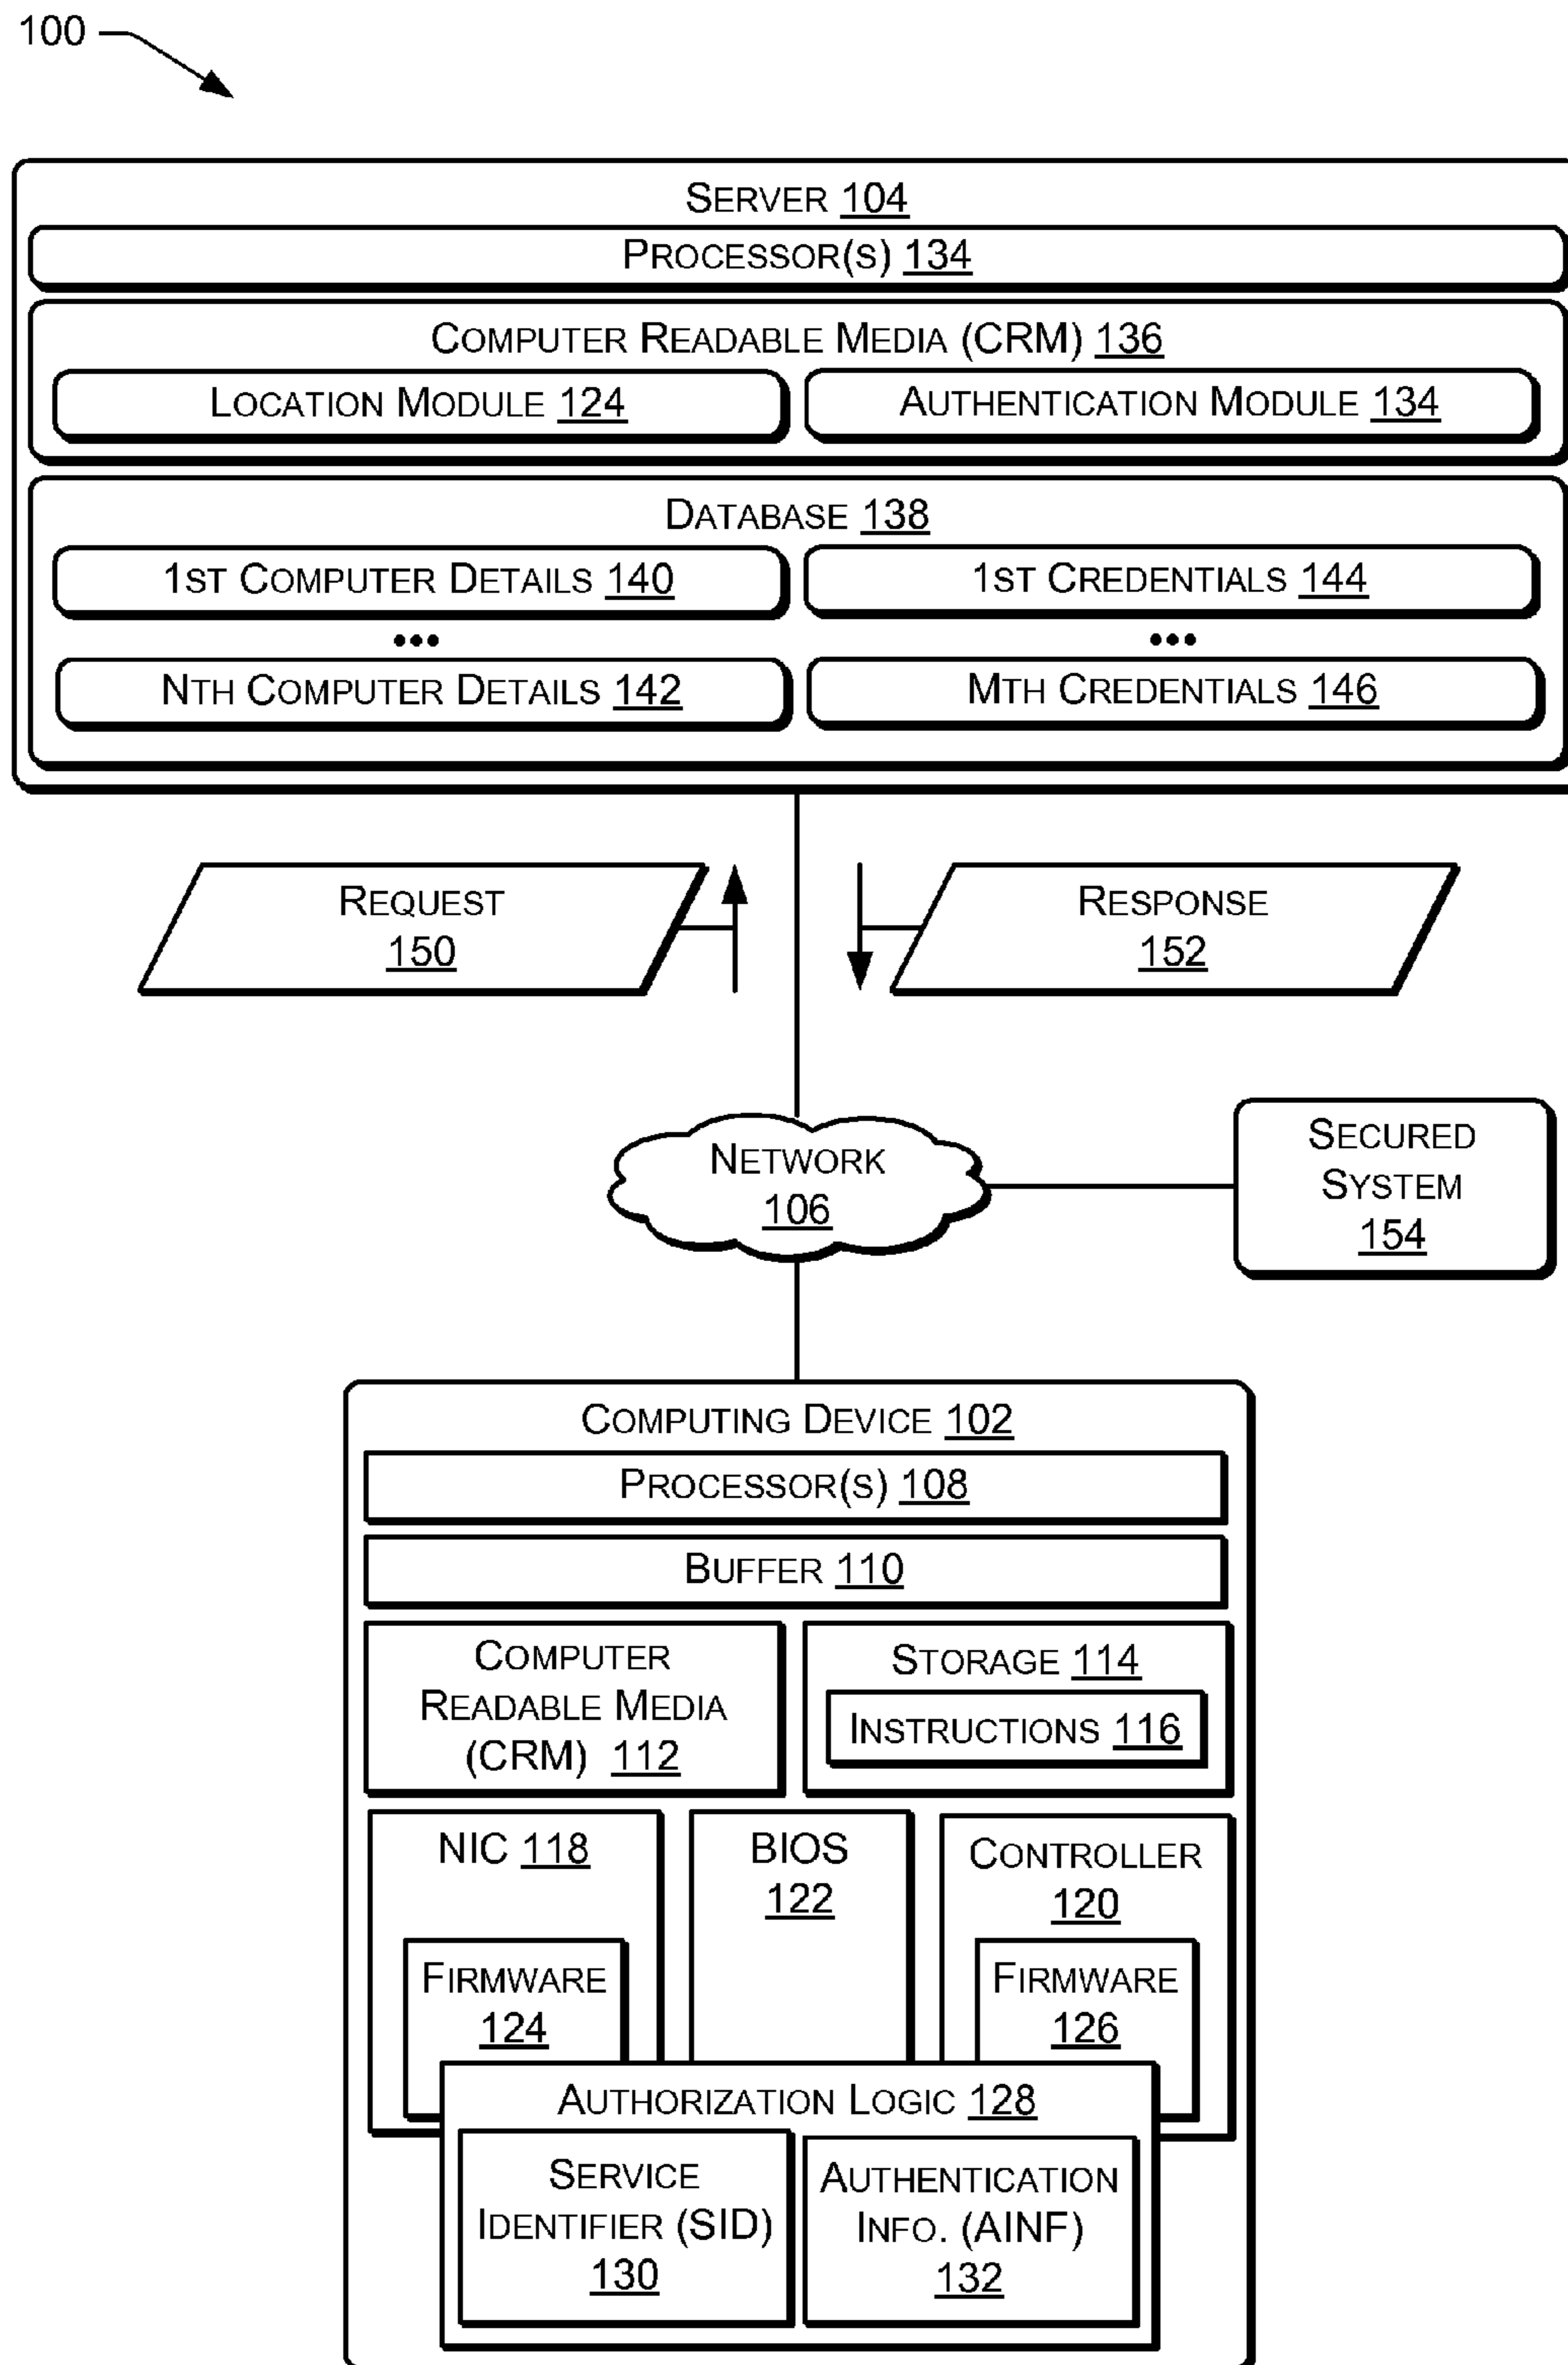 100
SERVER 104
PROCESSOR(S) 134
COMPUTER READABLE MEDIA (CRM) 136
LOCATION MODULE 124
AUTHENTICATION MODULE 134
DATABASE 138
1ST COMPUTER DETAILS 140
1ST CREDENTIALS 144
•••
•••
NTH COMPUTER DETAILS 142
MTH CREDENTIALS 146
REQUEST
150
RESPONSE
152
NETWORK
106
SECURED
SYSTEM
154
COMPUTING DEVICE 102
PROCESSOR(S) 108
BUFFER 110
COMPUTER
READABLE MEDIA
(CRM) 112
STORAGE 114
INSTRUCTIONS 116
NIC 118
FIRMWARE
124
BIOS
122
CONTROLLER
120
FIRMWARE
126
AUTHORIZATION LOGIC 128
SERVICE
IDENTIFIER (SID)
130
AUTHENTICATION
INFO. (AINF)
132